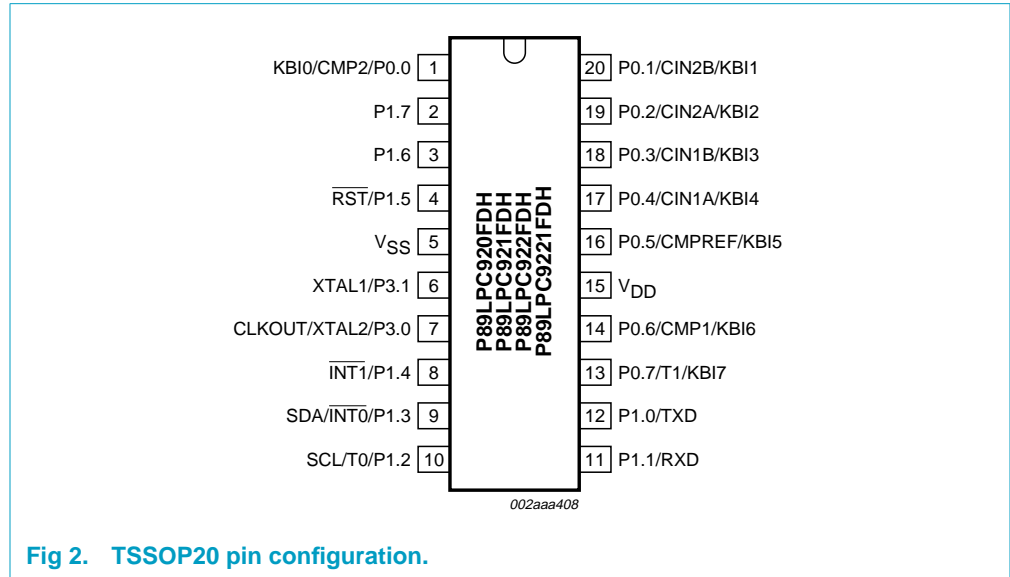 KBI0/CMP2/P0.0 1
P1.7 2
P1.6 3
R̅S̅T̅/P1.5 4
VSS 5
XTAL1/P3.1 6
CLKOUT/XTAL2/P3.0 7
I̅N̅T̅1̅/P1.4 8
SDA/I̅N̅T̅0̅/P1.3 9
SCL/T0/P1.2 10
P89LPC920FDH
P89LPC921FDH
P89LPC922FDH
P89LPC9221FDH
20 P0.1/CIN2B/KBI1
19 P0.2/CIN2A/KBI2
18 P0.3/CIN1B/KBI3
17 P0.4/CIN1A/KBI4
16 P0.5/CMPREF/KBI5
15 VDD
14 P0.6/CMP1/KBI6
13 P0.7/T1/KBI7
12 P1.0/TXD
11 P1.1/RXD
002aaa408
Fig 2. TSSOP20 pin configuration.